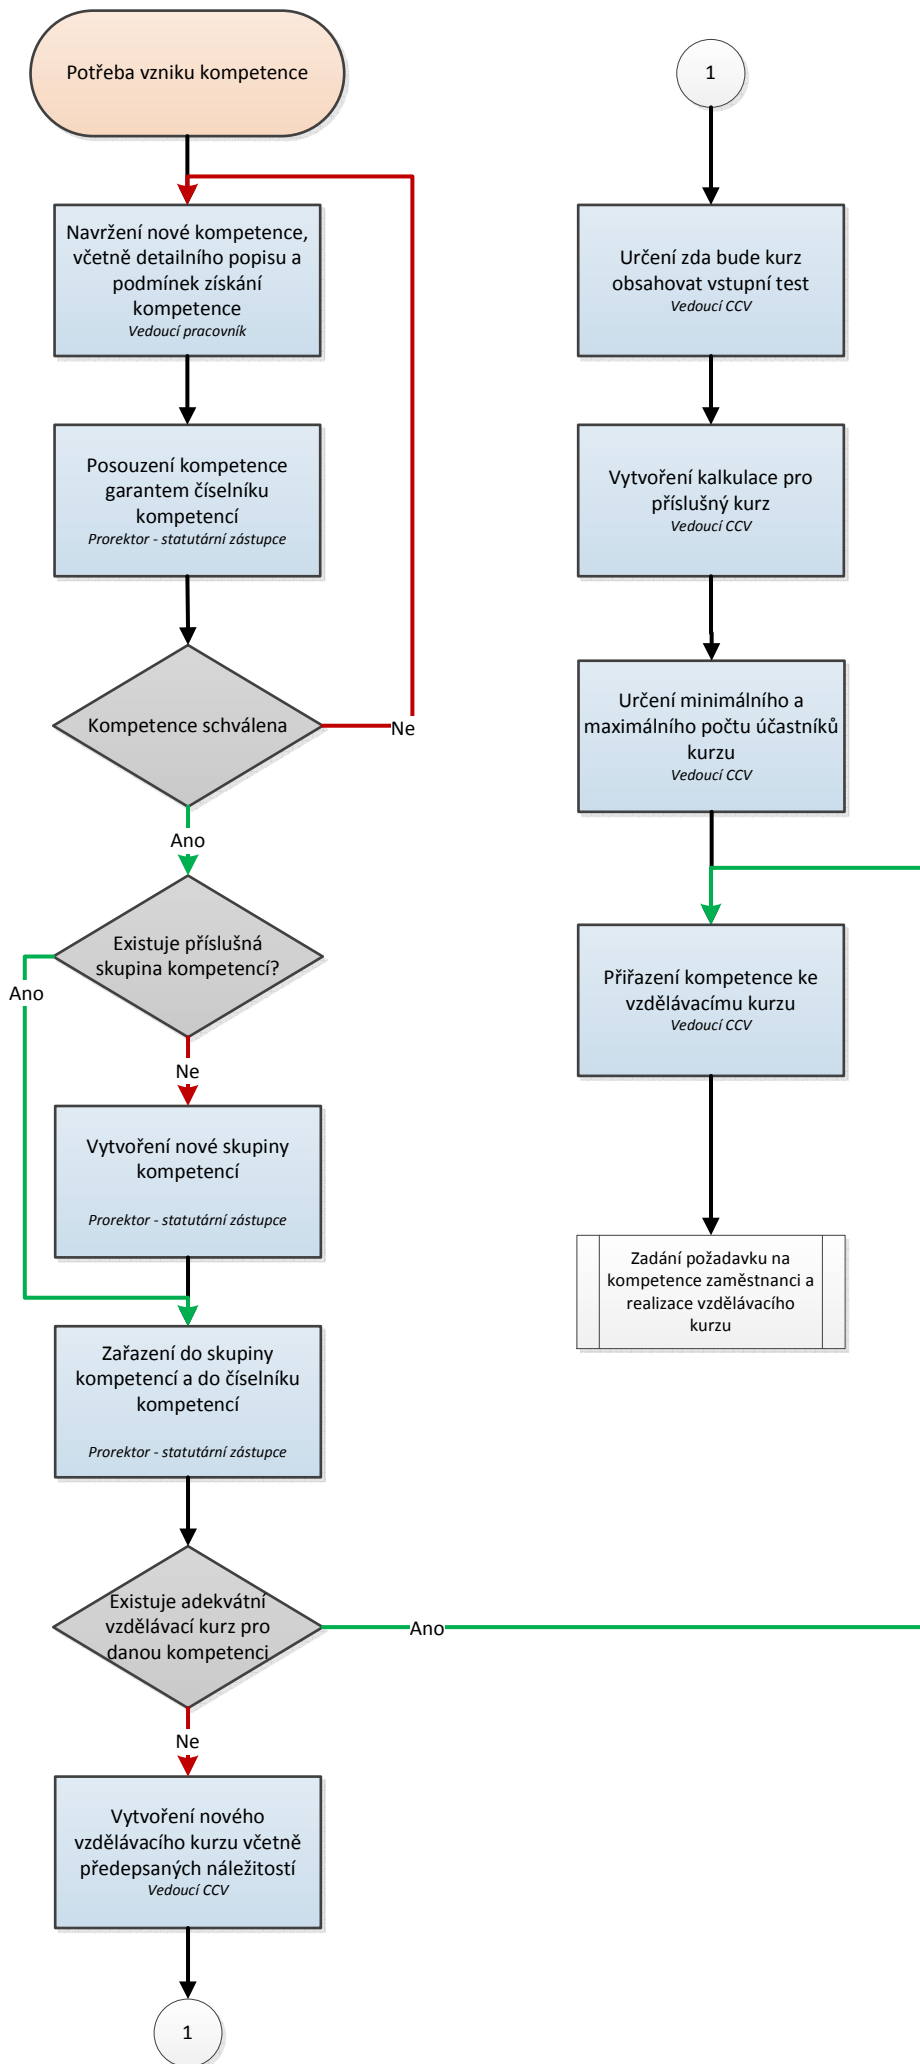 Potřeba vzniku kompetence
Navržení nové kompetence,
včetně detailního popisu a
podmínek získání
kompetence
Vedoucí pracovník
Posouzení kompetence
garantem číselníku
kompetencí
Prorektor - statutární zástupce
Kompetence schválena
Ne
Ano
Existuje příslušná
skupina kompetencí?
Ano
Ne
Vytvoření nové skupiny
kompetencí
Prorektor - statutární zástupce
Zařazení do skupiny
kompetencí a do číselníku
kompetencí
Prorektor - statutární zástupce
Existuje adekvátní
vzdělávací kurz pro
danou kompetenci
Ano
Ne
Vytvoření nového
vzdělávacího kurzu včetně
předepsaných náležitostí
Vedoucí CCV
1
1
Určení zda bude kurz
obsahovat vstupní test
Vedoucí CCV
Vytvoření kalkulace pro
příslušný kurz
Vedoucí CCV
Určení minimálního a
maximálního počtu účastníků
kurzu
Vedoucí CCV
Přiřazení kompetence ke
vzdělávacímu kurzu
Vedoucí CCV
Zadání požadavku na
kompetence zaměstnanci a
realizace vzdělávacího
kurzu